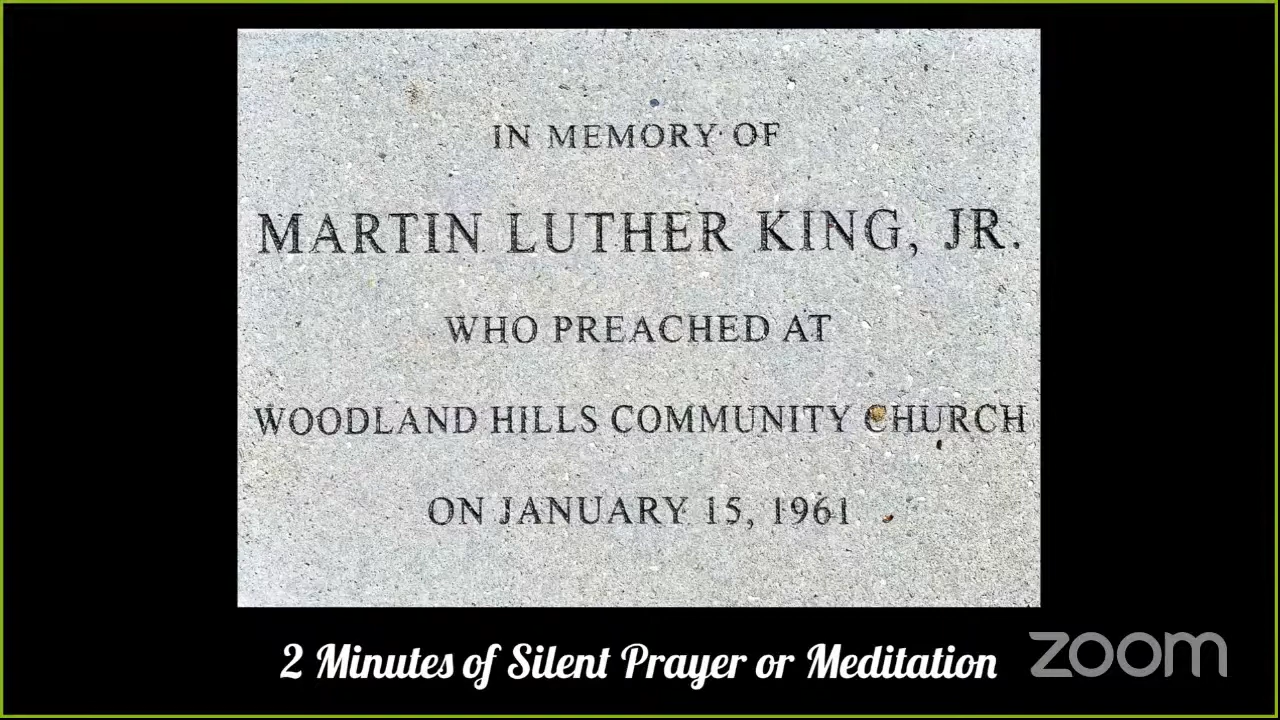 IN MEMORY OF
MARTIN LUTHER KING, JR.
WHO PREACHED AT
WOODLAND HILLS COMMUNITY CHURCH
ON JANUARY 15, 1961
2 Minutes of Silent Prayer or Meditation
zoom